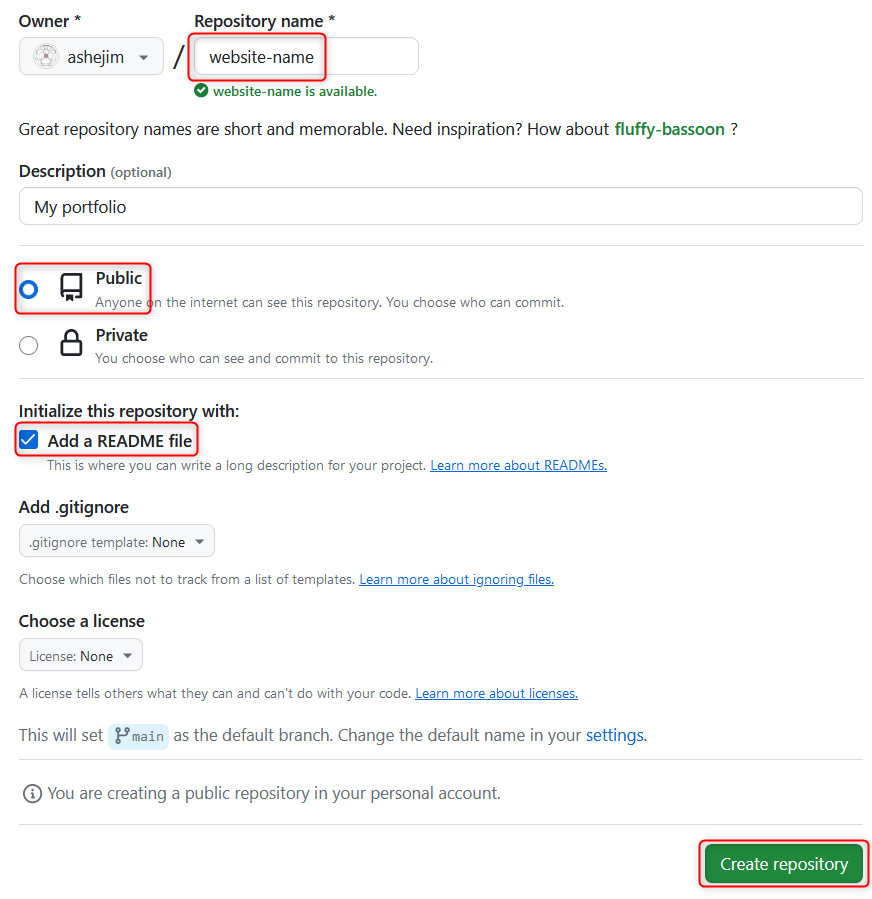 Owner * Repository name *
ashejim / website-name
website-name is available.
Great repository names are short and memorable. Need inspiration? How about fluffy-bassoon ?
Description (optional)
My portfolio
Public
Anyone on the internet can see this repository. You choose who can commit.
Private
You choose who can see and commit to this repository.
Initialize this repository with:
Add a README file
This is where you can write a long description for your project. Learn more about READMEs.
Add .gitignore
.gitignore template: None
Choose which files not to track from a list of templates. Learn more about ignoring files.
Choose a license
License: None
A license tells others what they can and can't do with your code. Learn more about licenses.
This will set main as the default branch. Change the default name in your settings.
You are creating a public repository in your personal account.
Create repository